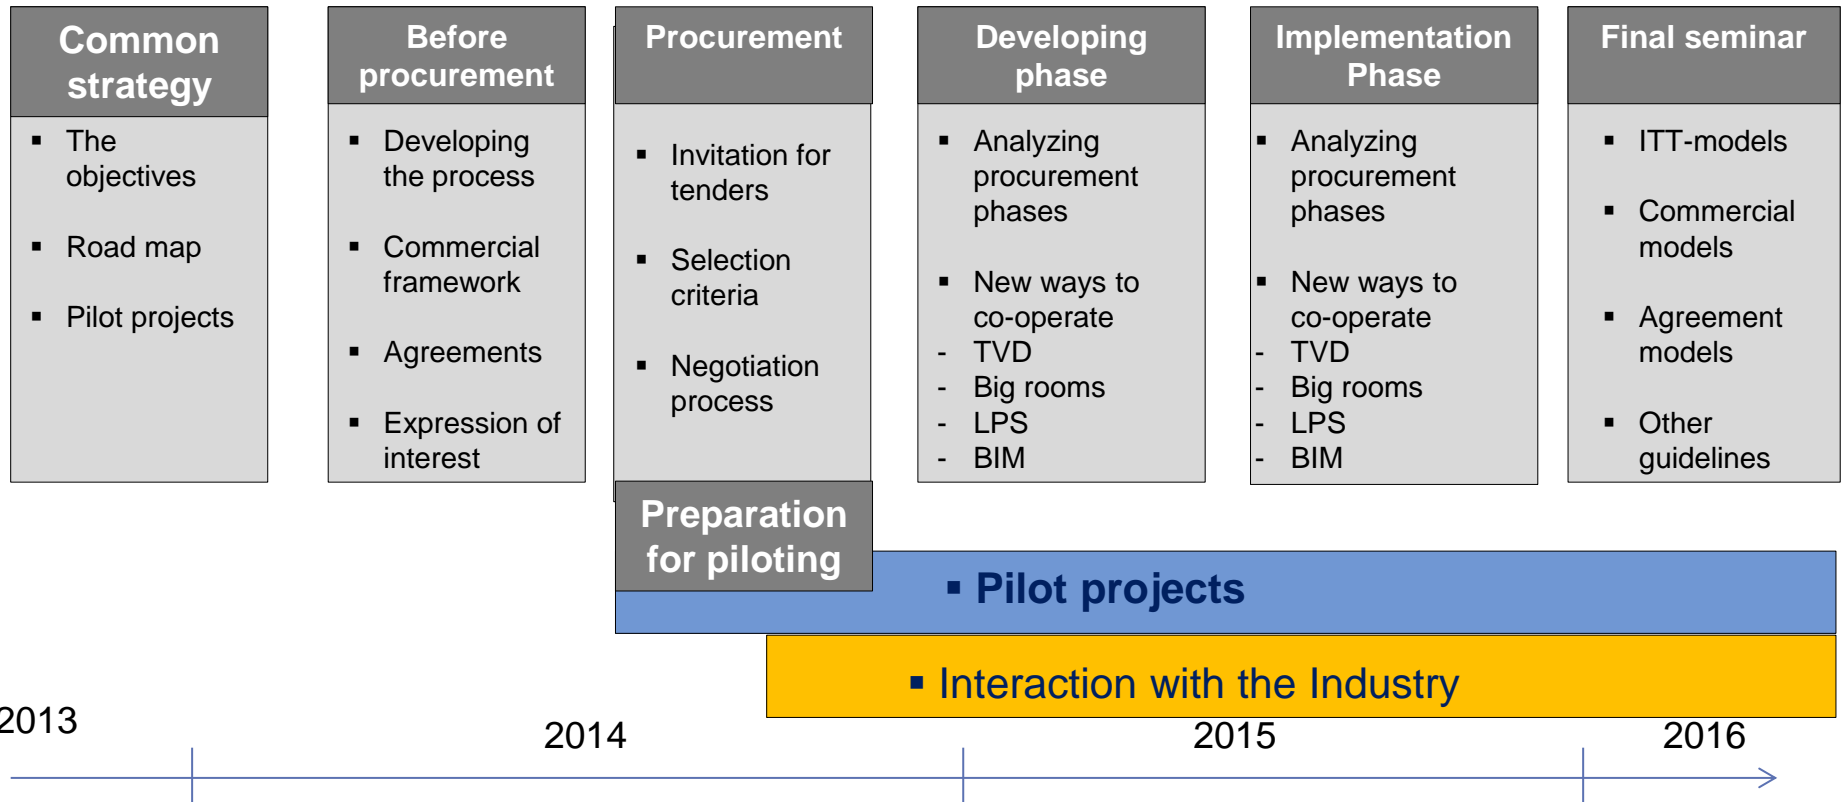 Common
strategy
▪ The
objectives
▪ Road map
▪ Pilot projects
Before
procurement
▪ Developing
the process
▪ Commercial
framework
▪ Agreements
▪ Expression of
interest
Procurement
▪ Invitation for
tenders
▪ Selection
criteria
▪ Negotiation
process
Developing
phase
▪ Analyzing
procurement
phases
▪ New ways to
co-operate
- TVD
- Big rooms
- LPS
- BIM
Implementation
Phase
▪ Analyzing
procurement
phases
▪ New ways to
co-operate
- TVD
- Big rooms
- LPS
- BIM
Final seminar
▪ ITT-models
▪ Commercial
models
▪ Agreement
models
▪ Other
guidelines
Preparation
for piloting
▪ Pilot projects
▪ Interaction with the Industry
2013
2014
2015
2016